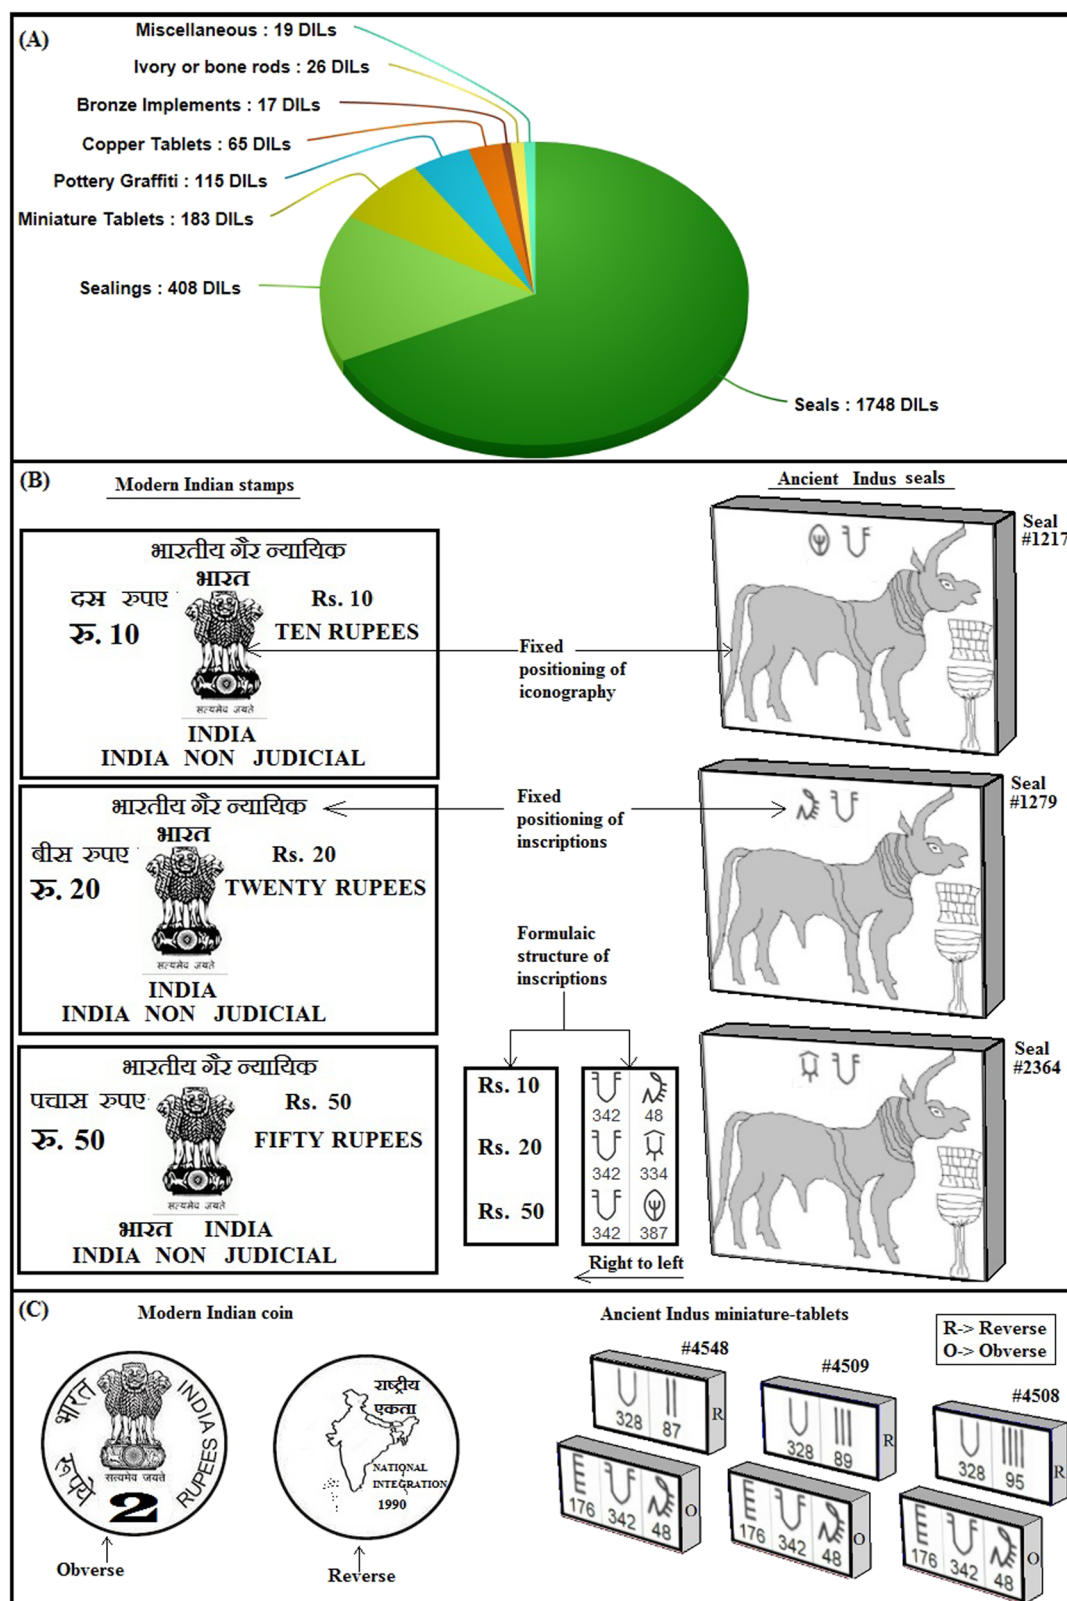 (A)
Miscellaneous : 19 DILs
Ivory or bone rods : 26 DILs
Bronze Implements : 17 DILs
Copper Tablets : 65 DILs
Pottery Graffiti : 115 DILs
Miniature Tablets : 183 DILs
Sealings : 408 DILs
Seals : 1748 DILs
(B)
Modern Indian stamps
Ancient Indus seals
भारतीय गैर न्यायिक
भारत
दस रुपए
Rs. 10
रु. 10
TEN RUPEES
सत्यमेव जयते
INDIA
INDIA NON JUDICIAL
भारतीय गैर न्यायिक
भारत
बीस रुपए
Rs. 20
रु. 20
TWENTY RUPEES
सत्यमेव जयते
INDIA
INDIA NON JUDICIAL
भारतीय गैर न्यायिक
पचास रुपए
Rs. 50
रु. 50
FIFTY RUPEES
सत्यमेव जयते
भारत INDIA
INDIA NON JUDICIAL
Fixed
positioning of
iconography
Fixed
positioning of
inscriptions
Formulaic
structure of
inscriptions
Rs. 10
Rs. 20
Rs. 50
342 48
342 334
342 387
Right to left
Seal
#1217
Seal
#1279
Seal
#2364
(C)
Modern Indian coin
Ancient Indus miniature-tablets
R-> Reverse
O-> Obverse
भारत
INDIA
रुपये
RUPEES
सत्यमेव जयते
2
Obverse
राष्ट्रीय
एकता
NATIONAL
INTEGRATION
1990
Reverse
#4548
328 87
R
176 342 48
O
#4509
328 89
R
176 342 48
O
#4508
328 95
R
176 342 48
O